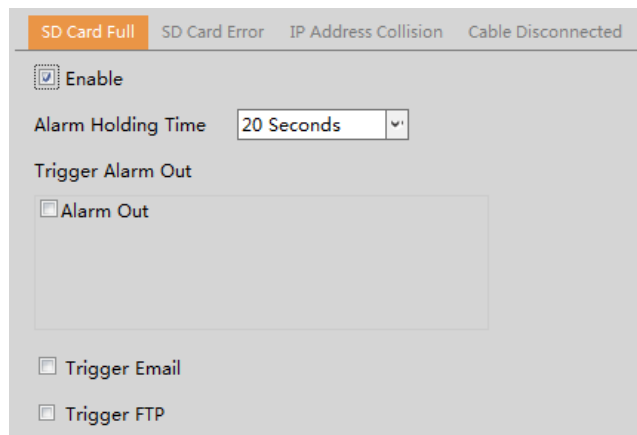 SD Card Full SD Card Error IP Address Collision Cable Disconnected
Enable
Alarm Holding Time 20 Seconds
Trigger Alarm Out
Alarm Out
Trigger Email
Trigger FTP